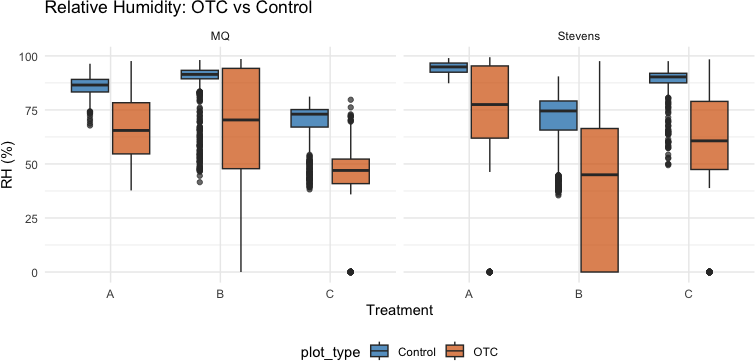 Relative Humidity: OTC vs Control
MQ
Stevens
RH (%)
100
75
50
25
0
A
B
C
A
B
C
Treatment
plot_type
Control
OTC